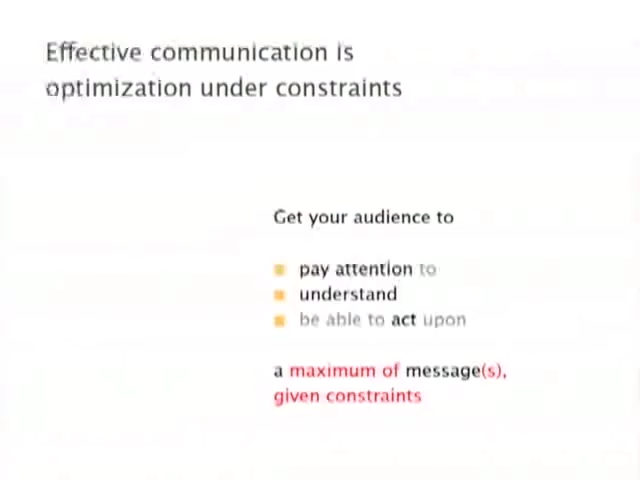 Effective communication is
optimization under constraints
Get your audience to
pay attention to
understand
be able to act upon
a maximum of message(s),
given constraints